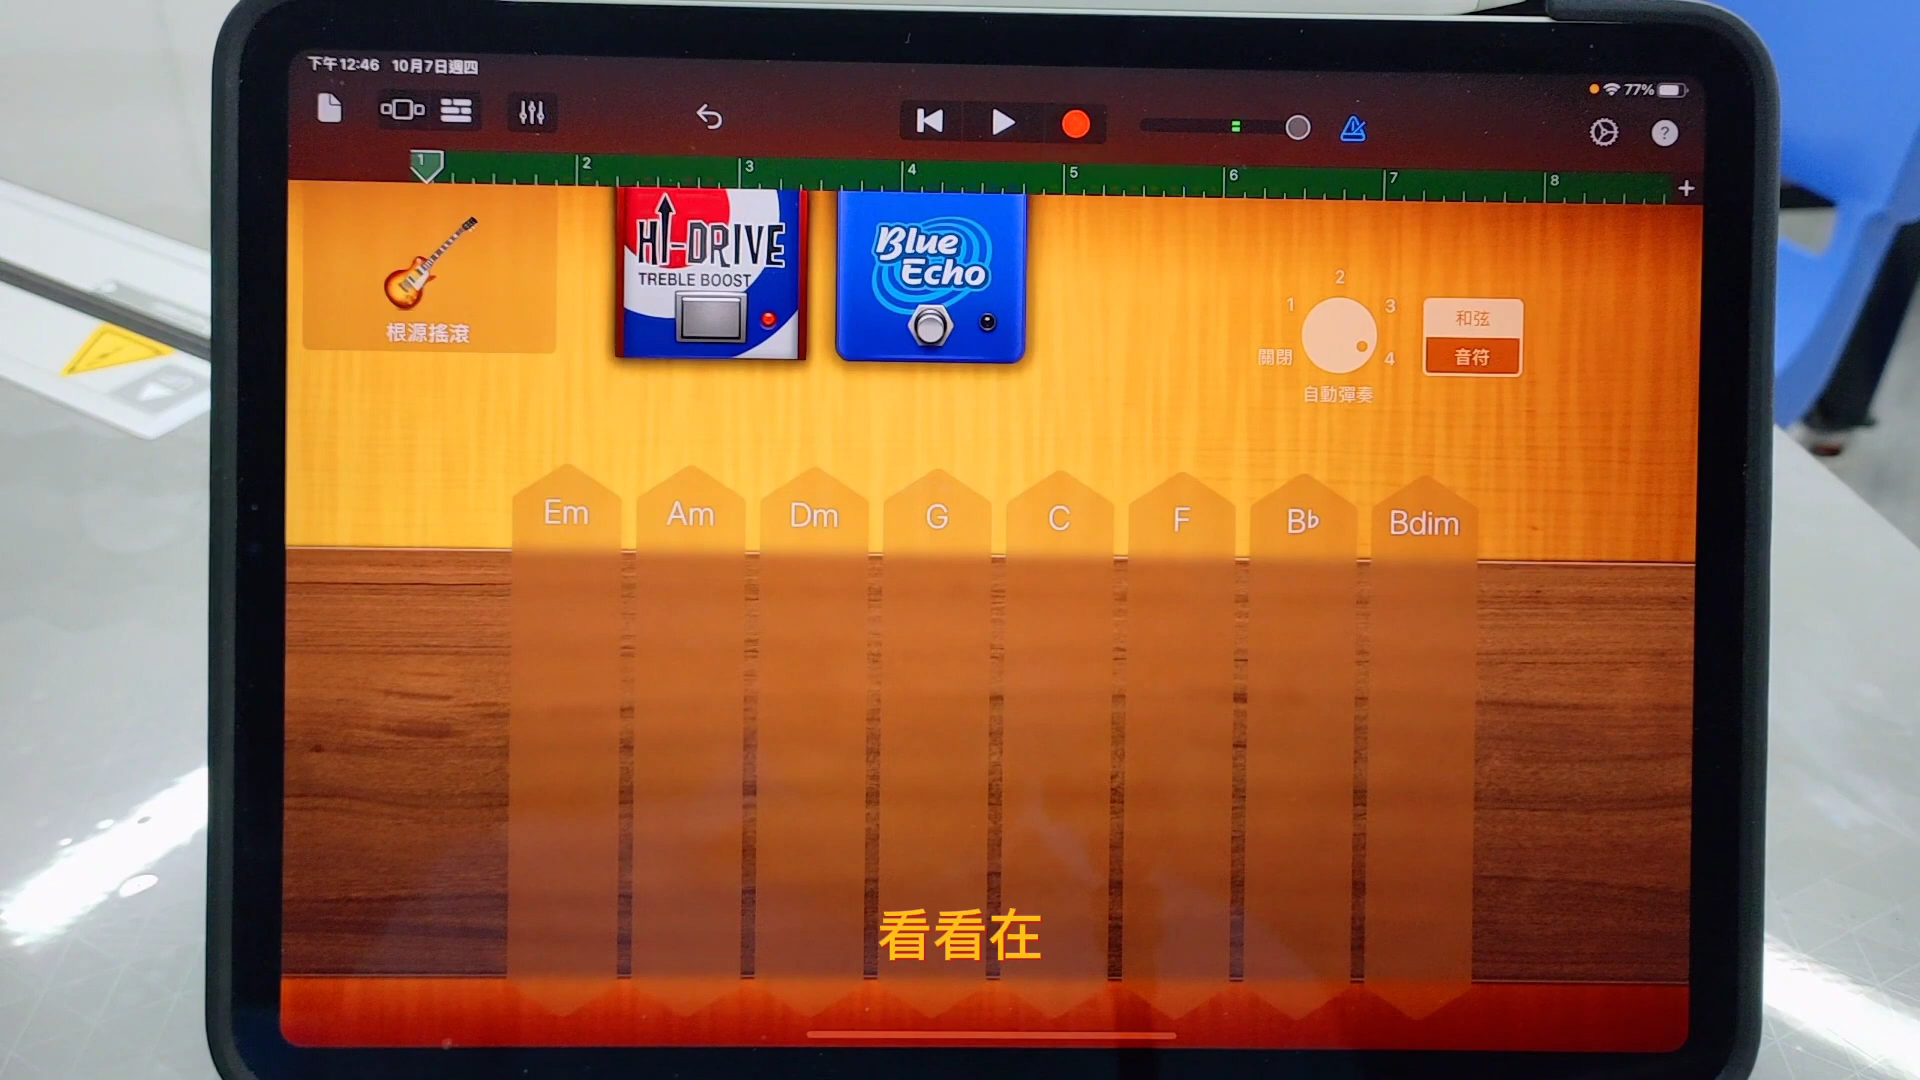 下午12:46 10月7日週四
77%
1 2 3 4 5 6 7 8
HI-DRIVE
TREBLE BOOST
Blue
Echo
根源搖滾
2
1 3
關閉 4
自動彈奏
和弦
音符
Em Am Dm G C F B♭ Bdim
看看在